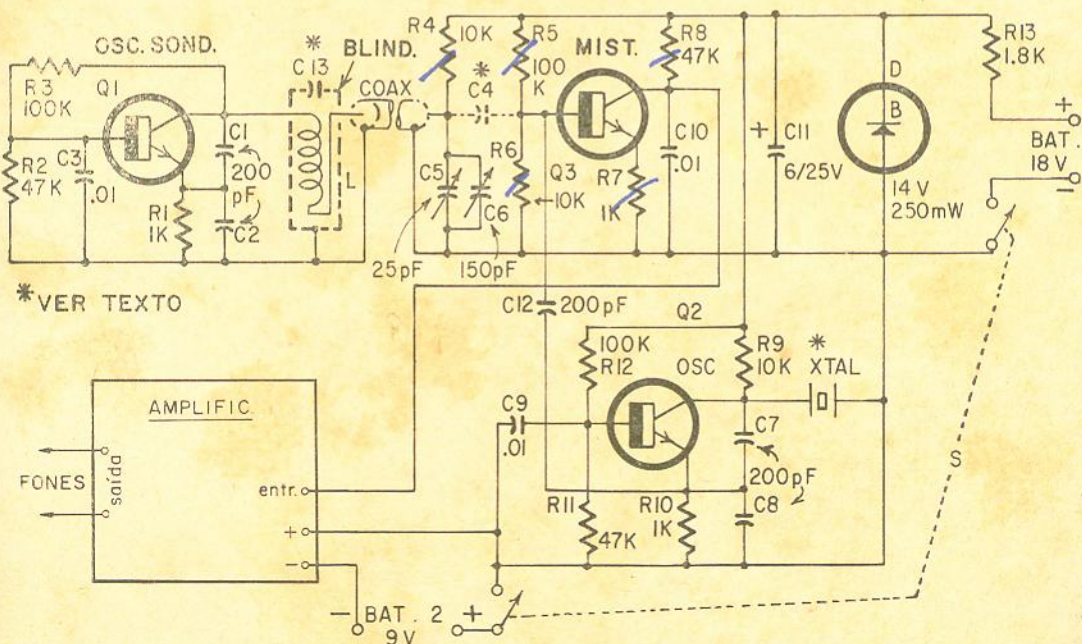 OSC. SOND.
R3
100K
Q1
R2
47K
C3
.01
R1
1K
C1
200
pF
C2
*
C13
BLIND.
L
COAX
R4
10K
*
C4
C5
25pF
C6
150pF
R5
100
K
R6
10K
MIST.
Q3
R7
1K
R8
47K
C10
.01
+
C11
6/25V
D
B
14V
250mW
R13
1.8K
+
BAT.
18V
-
*VER TEXTO
C12
200pF
Q2
100K
R12
OSC
R9
10K
*
XTAL
C9
.01
C7
200pF
C8
R11
47K
R10
1K
S
AMPLIFIC.
FONES
saída
entr.
+
-
- BAT. 2 +
9V